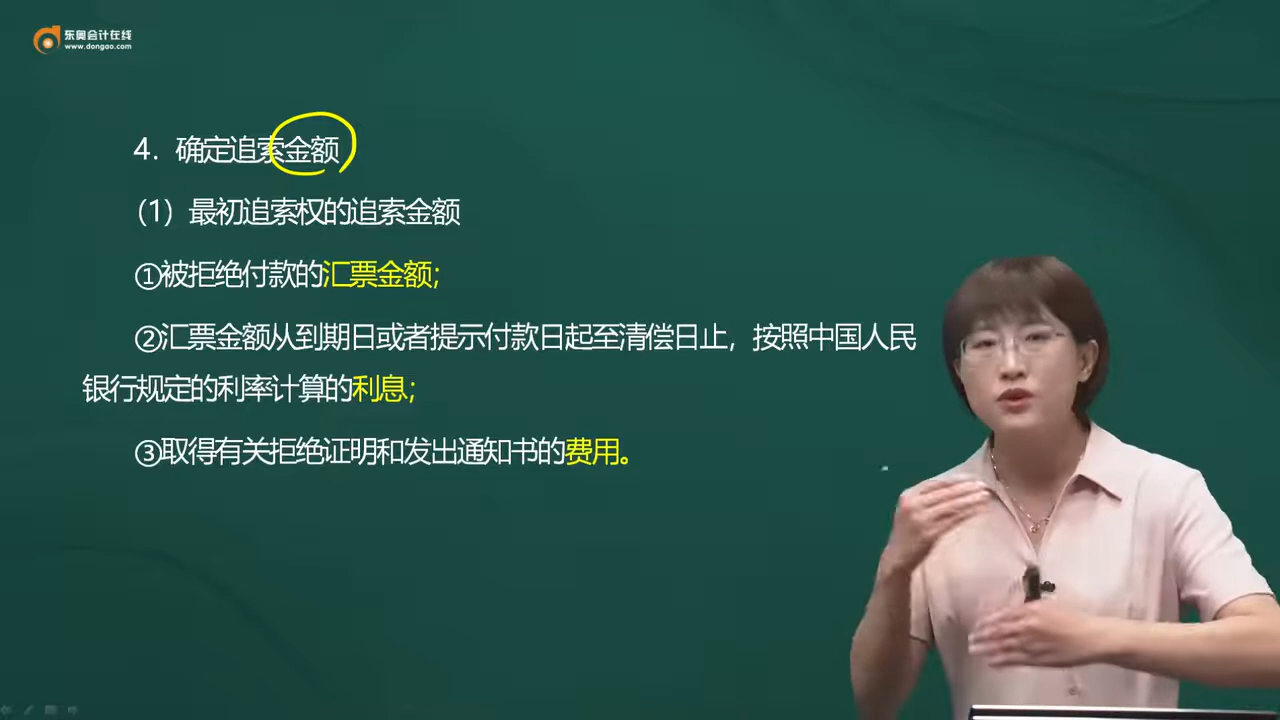 东奥会计在线
www.dongao.com
4．确定追索金额
（1）最初追索权的追索金额
①被拒绝付款的汇票金额；
②汇票金额从到期日或者提示付款日起至清偿日止，按照中国人民
银行规定的利率计算的利息；
③取得有关拒绝证明和发出通知书的费用。